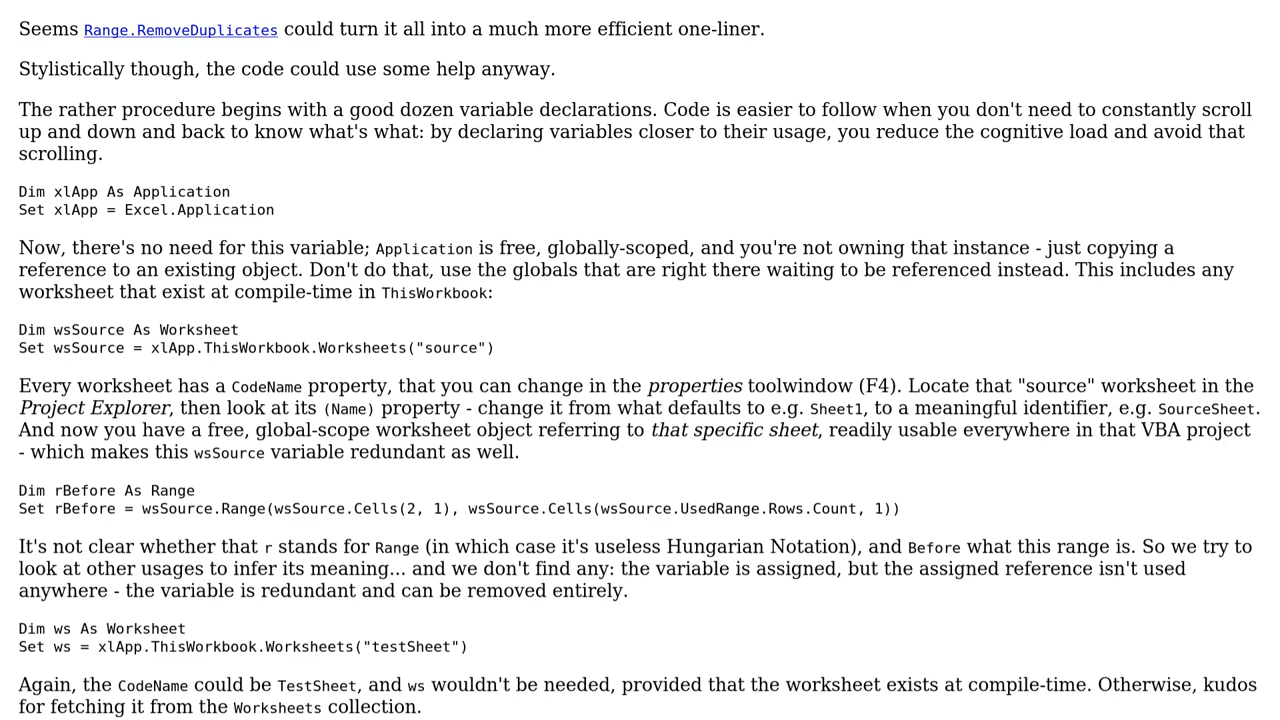 Seems Range.RemoveDuplicates could turn it all into a much more efficient one-liner.
Stylistically though, the code could use some help anyway.
The rather procedure begins with a good dozen variable declarations. Code is easier to follow when you don't need to constantly scroll
up and down and back to know what's what: by declaring variables closer to their usage, you reduce the cognitive load and avoid that
scrolling.
Dim xlApp As Application
Set xlApp = Excel.Application
Now, there's no need for this variable; Application is free, globally-scoped, and you're not owning that instance - just copying a
reference to an existing object. Don't do that, use the globals that are right there waiting to be referenced instead. This includes any
worksheet that exist at compile-time in ThisWorkbook:
Dim wsSource As Worksheet
Set wsSource = xlApp.ThisWorkbook.Worksheets("source")
Every worksheet has a CodeName property, that you can change in the properties toolwindow (F4). Locate that "source" worksheet in the
Project Explorer, then look at its (Name) property - change it from what defaults to e.g. Sheet1, to a meaningful identifier, e.g. SourceSheet.
And now you have a free, global-scope worksheet object referring to that specific sheet, readily usable everywhere in that VBA project
- which makes this wsSource variable redundant as well.
Dim rBefore As Range
Set rBefore = wsSource.Range(wsSource.Cells(2, 1), wsSource.Cells(wsSource.UsedRange.Rows.Count, 1))
It's not clear whether that r stands for Range (in which case it's useless Hungarian Notation), and Before what this range is. So we try to
look at other usages to infer its meaning... and we don't find any: the variable is assigned, but the assigned reference isn't used
anywhere - the variable is redundant and can be removed entirely.
Dim ws As Worksheet
Set ws = xlApp.ThisWorkbook.Worksheets("testSheet")
Again, the CodeName could be TestSheet, and ws wouldn't be needed, provided that the worksheet exists at compile-time. Otherwise, kudos
for fetching it from the Worksheets collection.